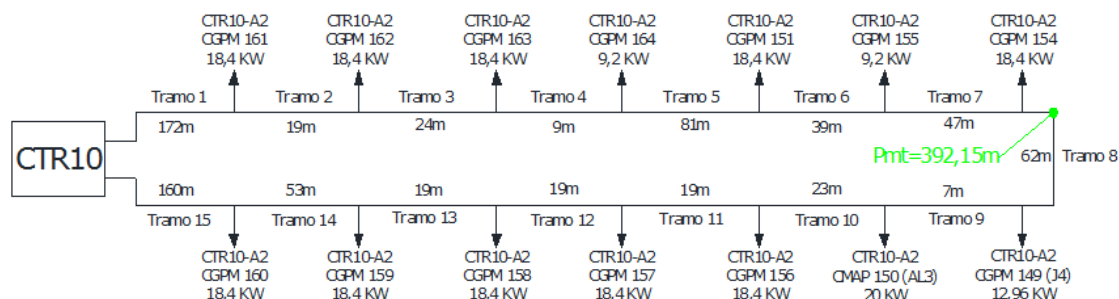 CTR10-A2
CGPM 161
18,4 KW
CTR10-A2
CGPM 162
18,4 KW
CTR10-A2
CGPM 163
18,4 KW
CTR10-A2
CGPM 164
9,2 KW
CTR10-A2
CGPM 151
18,4 KW
CTR10-A2
CGPM 155
9,2 KW
CTR10-A2
CGPM 154
18,4 KW
Tramo 1
Tramo 2
Tramo 3
Tramo 4
Tramo 5
Tramo 6
Tramo 7
172m
19m
24m
9m
81m
39m
47m
CTR10
Pmt=392,15m
62m
Tramo 8
160m
53m
19m
19m
19m
23m
7m
Tramo 15
Tramo 14
Tramo 13
Tramo 12
Tramo 11
Tramo 10
Tramo 9
CTR10-A2
CGPM 160
18,4 KW
CTR10-A2
CGPM 159
18,4 KW
CTR10-A2
CGPM 158
18,4 KW
CTR10-A2
CGPM 157
18,4 KW
CTR10-A2
CGPM 156
18,4 KW
CTR10-A2
CMAP 150 (AL3)
20 KW
CTR10-A2
CGPM 149 (J4)
12,96 KW